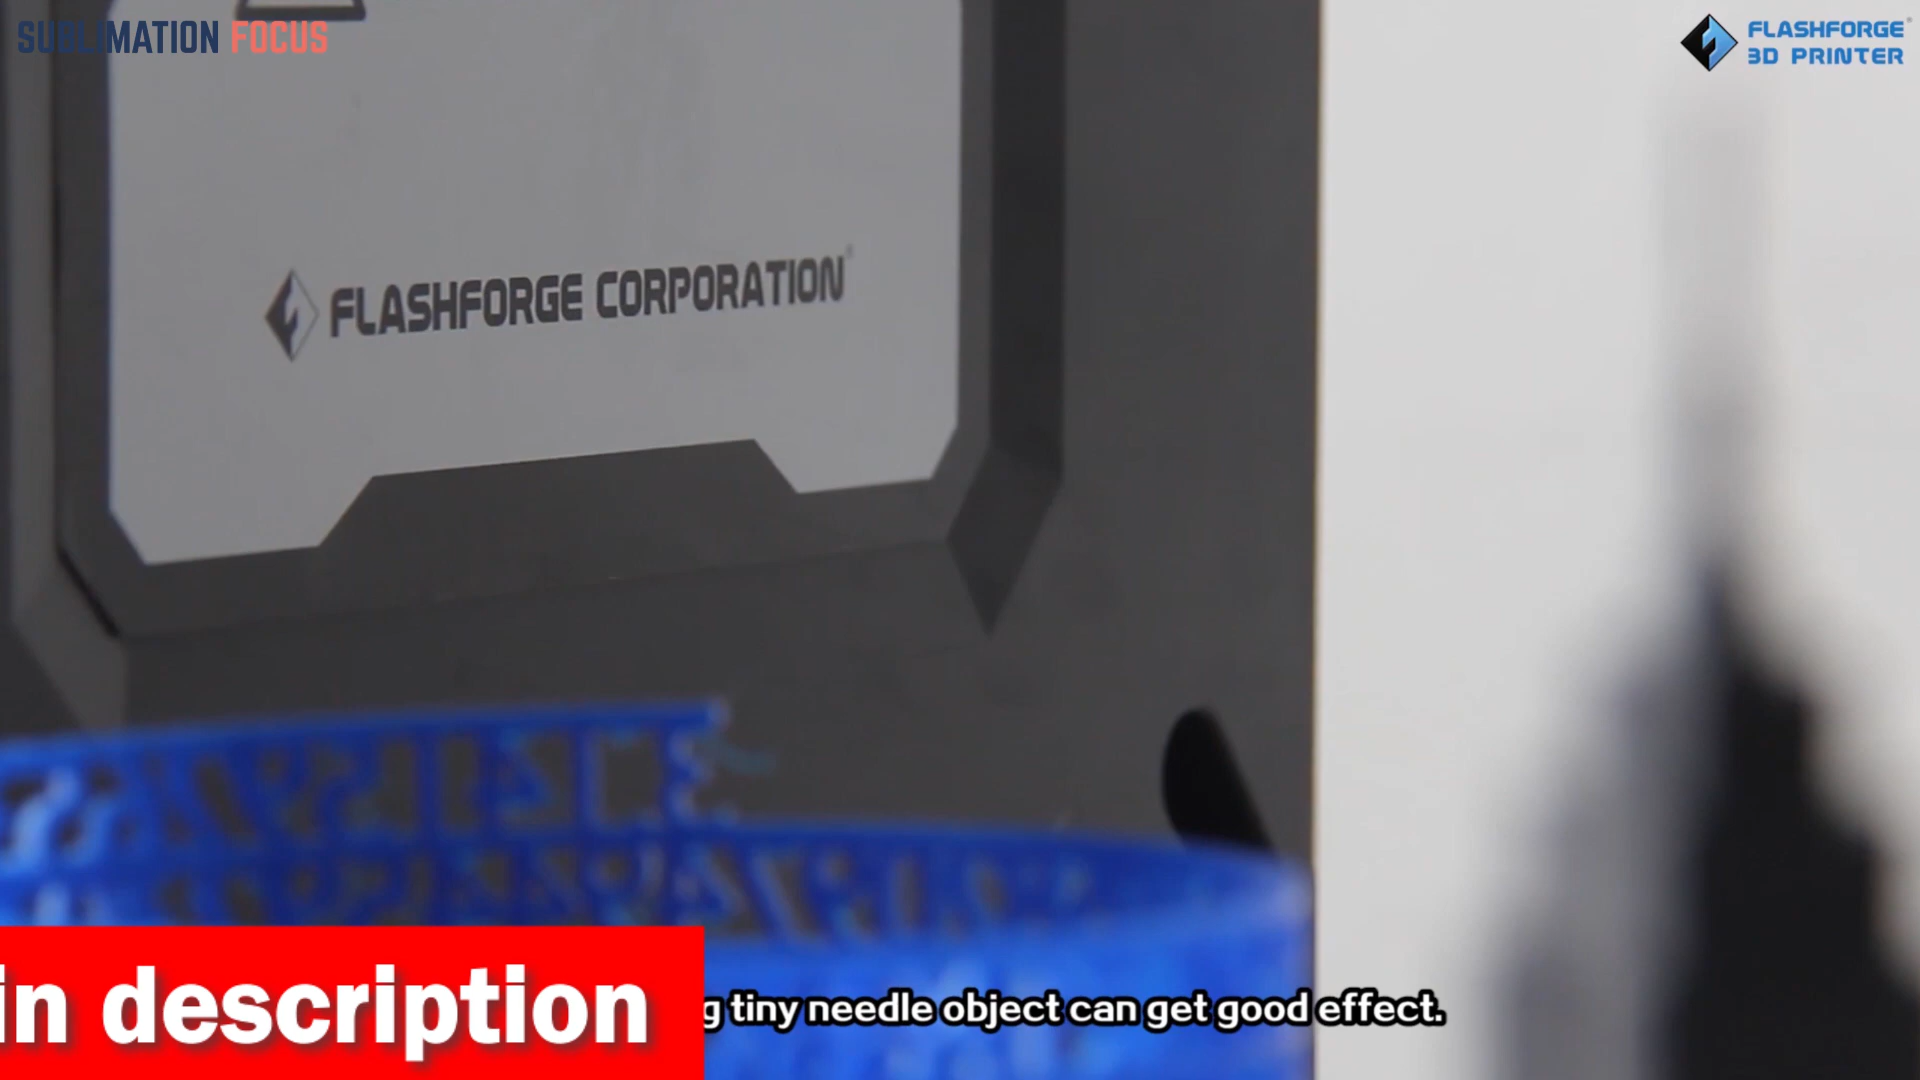 SUBLIMATION FOCUS
FLASHFORGE
3D PRINTER
FLASHFORGE CORPORATION
in description
tiny needle object can get good effect.